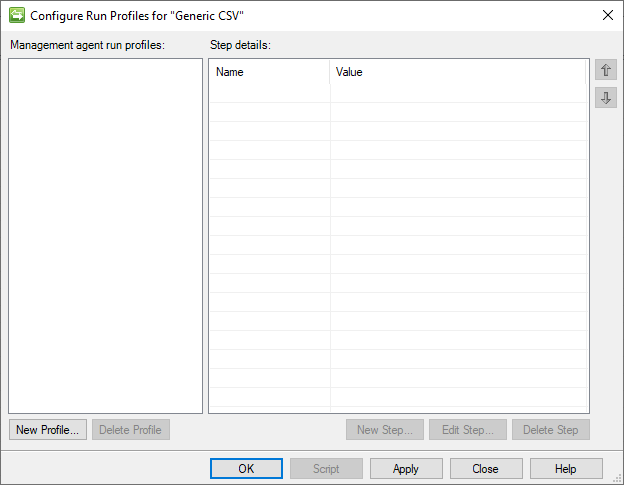 Configure Run Profiles for "Generic CSV"
Management agent run profiles:
Step details:
Name Value
New Profile... Delete Profile
New Step... Edit Step... Delete Step
OK Script Apply Close Help